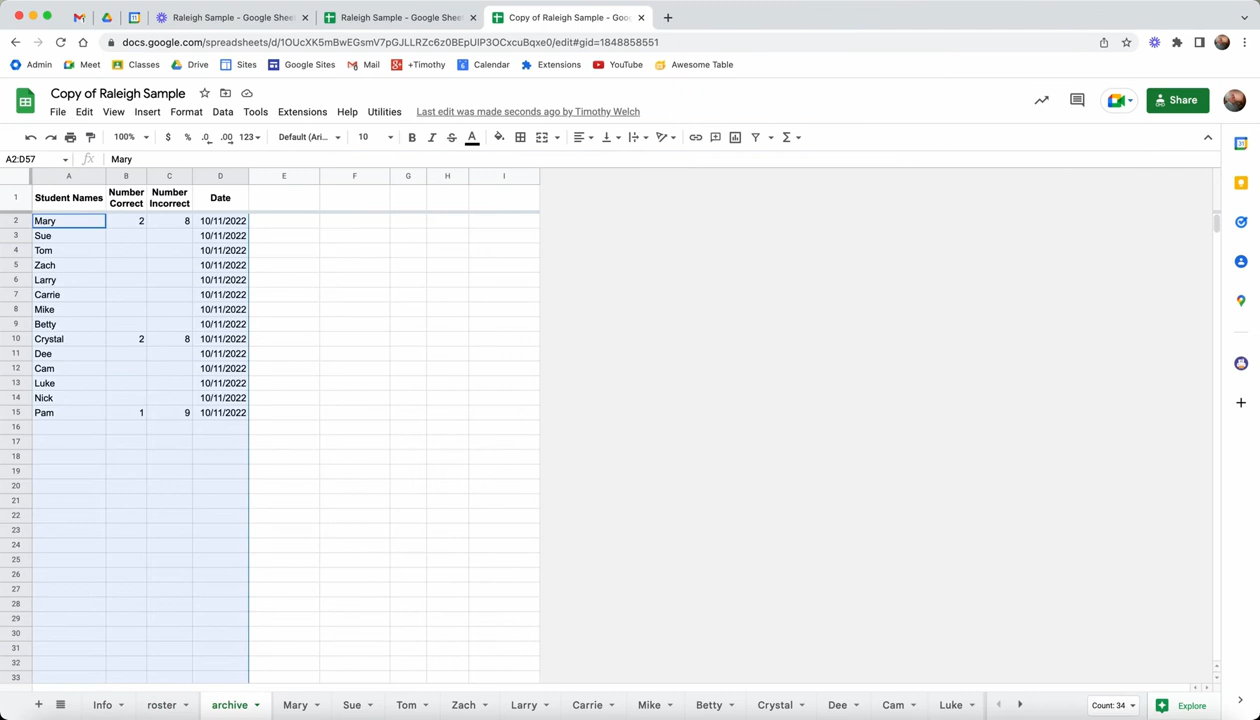 Raleigh Sample - Google Shee
Raleigh Sample - Google Shee
Copy of Raleigh Sample - Goo
docs.google.com/spreadsheets/d/1OUcXK5mBwEGsmV7pGJLLRZc6z0BEpUIP3OCxcuBqxe0/edit#gid=1848858551
Admin Meet Classes Drive Sites Google Sites Mail +Timothy Calendar Extensions YouTube Awesome Table
Copy of Raleigh Sample
File Edit View Insert Format Data Tools Extensions Help Utilities Last edit was made seconds ago by Timothy Welch
Share
100% $ % .0 .00 123 Default (Ari... 10 B I S A
A2:D57 fx Mary
A B C D E F G H I
1 Student Names Number Correct Number Incorrect Date
2 Mary 2 8 10/11/2022
3 Sue 10/11/2022
4 Tom 10/11/2022
5 Zach 10/11/2022
6 Larry 10/11/2022
7 Carrie 10/11/2022
8 Mike 10/11/2022
9 Betty 10/11/2022
10 Crystal 2 8 10/11/2022
11 Dee 10/11/2022
12 Cam 10/11/2022
13 Luke 10/11/2022
14 Nick 10/11/2022
15 Pam 1 9 10/11/2022
16
17
18
19
20
21
22
23
24
25
26
27
28
29
30
31
32
33
Info roster archive Mary Sue Tom Zach Larry Carrie Mike Betty Crystal Dee Cam Luke Count: 34 Explore